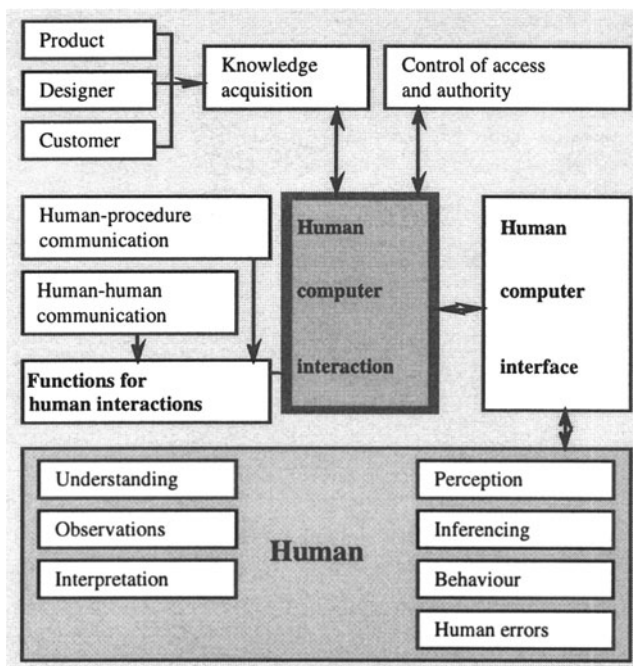 Product
Designer
Customer
Knowledge
acquisition
Control of access
and authority
Human-procedure
communication
Human-human
communication
Functions for
human interactions
Human
computer
interaction
Human
computer
interface
Understanding
Observations
Interpretation
Human
Perception
Inferencing
Behaviour
Human errors